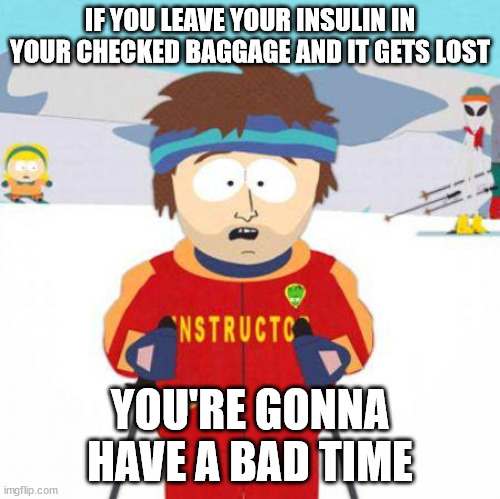 IF YOU LEAVE YOUR INSULIN IN
YOUR CHECKED BAGGAGE AND IT GETS LOST
NSTRUCTO
YOU'RE GONNA
HAVE A BAD TIME
imgflip.com